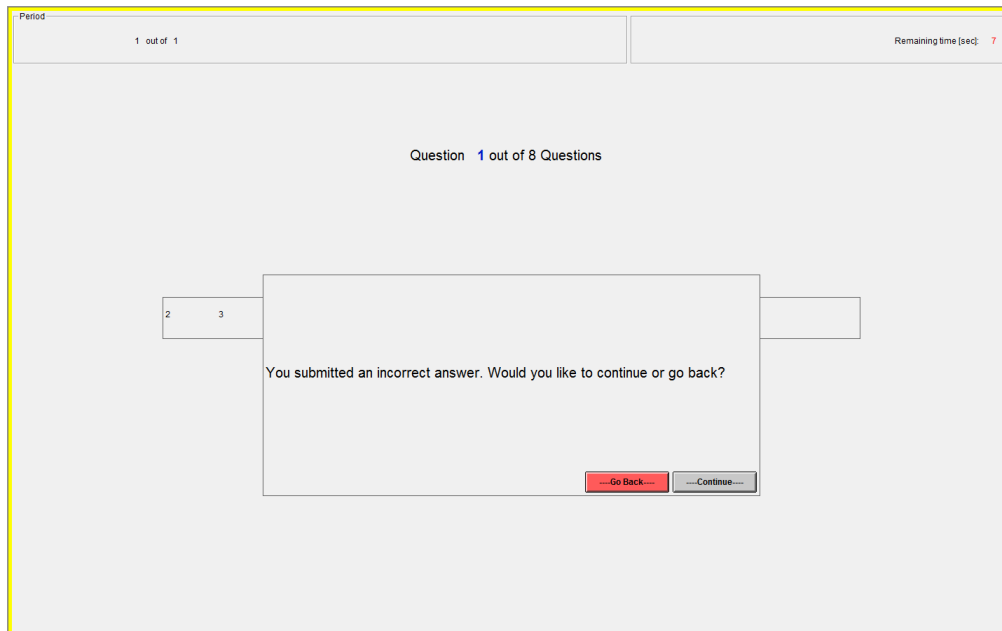 Period
1 out of 1
Remaining time [sec]: 7
Question 1 out of 8 Questions
2 3
You submitted an incorrect answer. Would you like to continue or go back?
----Go Back----
----Continue----